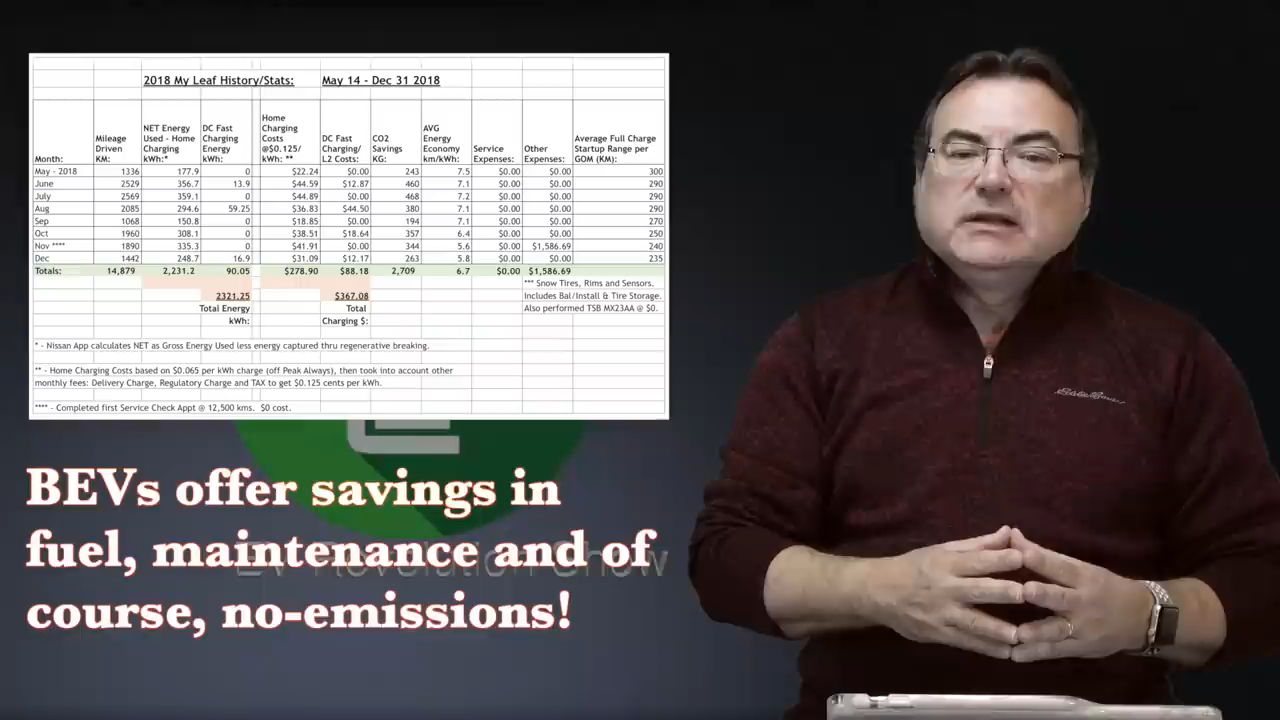 2018 My Leaf History/Stats: May 14 - Dec 31 2018
Month: Mileage Driven KM: NET Energy Used - Home Charging kWh:* DC Fast Charging Energy kWh: Home Charging Costs @$0.125/ kWh: ** DC Fast Charging/ L2 Costs: CO2 Savings KG: AVG Energy Economy km/kWh: Service Expenses: Other Expenses: Average Full Charge Startup Range per GOM (KM):
May - 2018 1336 177.9 0 $22.24 $0.00 243 7.5 $0.00 $0.00 300
June 2529 356.7 13.9 $44.59 $12.87 460 7.1 $0.00 $0.00 290
July 2569 359.1 0 $44.89 $0.00 468 7.2 $0.00 $0.00 290
Aug 2085 294.6 59.25 $36.83 $44.50 380 7.1 $0.00 $0.00 290
Sep 1068 150.8 0 $18.85 $0.00 194 7.1 $0.00 $0.00 270
Oct 1960 308.1 0 $38.51 $18.64 357 6.4 $0.00 $0.00 250
Nov **** 1890 335.3 0 $41.91 $0.00 344 5.6 $0.00 $1,586.69 240
Dec 1442 248.7 16.9 $31.09 $12.17 263 5.8 $0.00 $0.00 235
Totals: 14,879 2,231.2 90.05 $278.90 $88.18 2,709 6.7 $0.00 $1,586.69
*** Snow Tires, Rims and Sensors.
2321.25 $367.08 Includes Bal/Install & Tire Storage.
Total Energy Total Also performed TSB MX23AA @ $0.
kWh: Charging $:
* - Nissan App calculates NET as Gross Energy Used less energy captured thru regenerative breaking.
** - Home Charging Costs based on $0.065 per kWh charge (off Peak Always), then took into account other
monthly fees: Delivery Charge, Regulatory Charge and TAX to get $0.125 cents per kWh.
**** - Completed first Service Check Appt @ 12,500 kms. $0 cost.
BEVs offer savings in
fuel, maintenance and of
course, no-emissions!
EV Revolution Show
Eddie Bauer